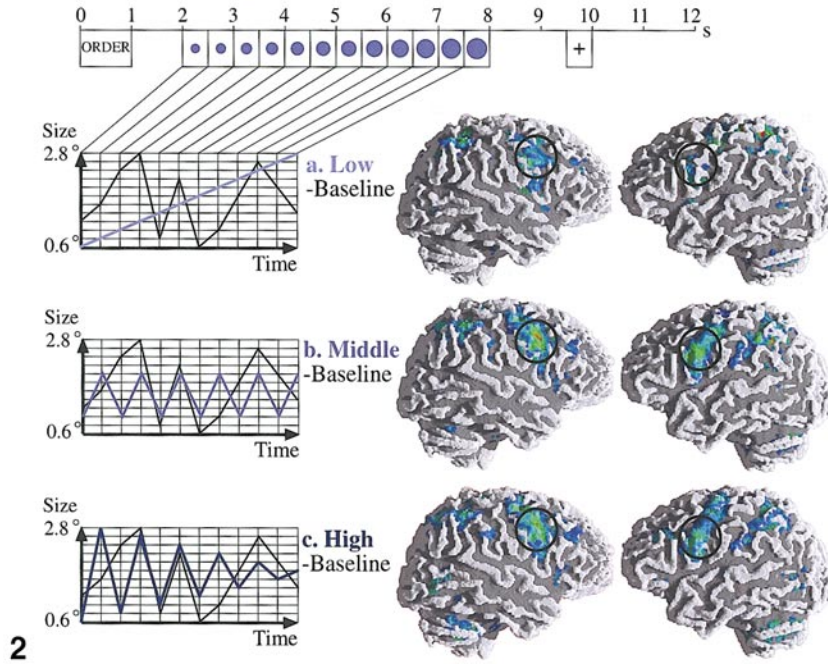 0 1 2 3 4 5 6 7 8 9 10 12
s
ORDER
+
Size
2.8°
0.6°
Time
a. Low
-Baseline
Size
2.8°
0.6°
Time
b. Middle
-Baseline
Size
2.8°
0.6°
Time
c. High
-Baseline
2